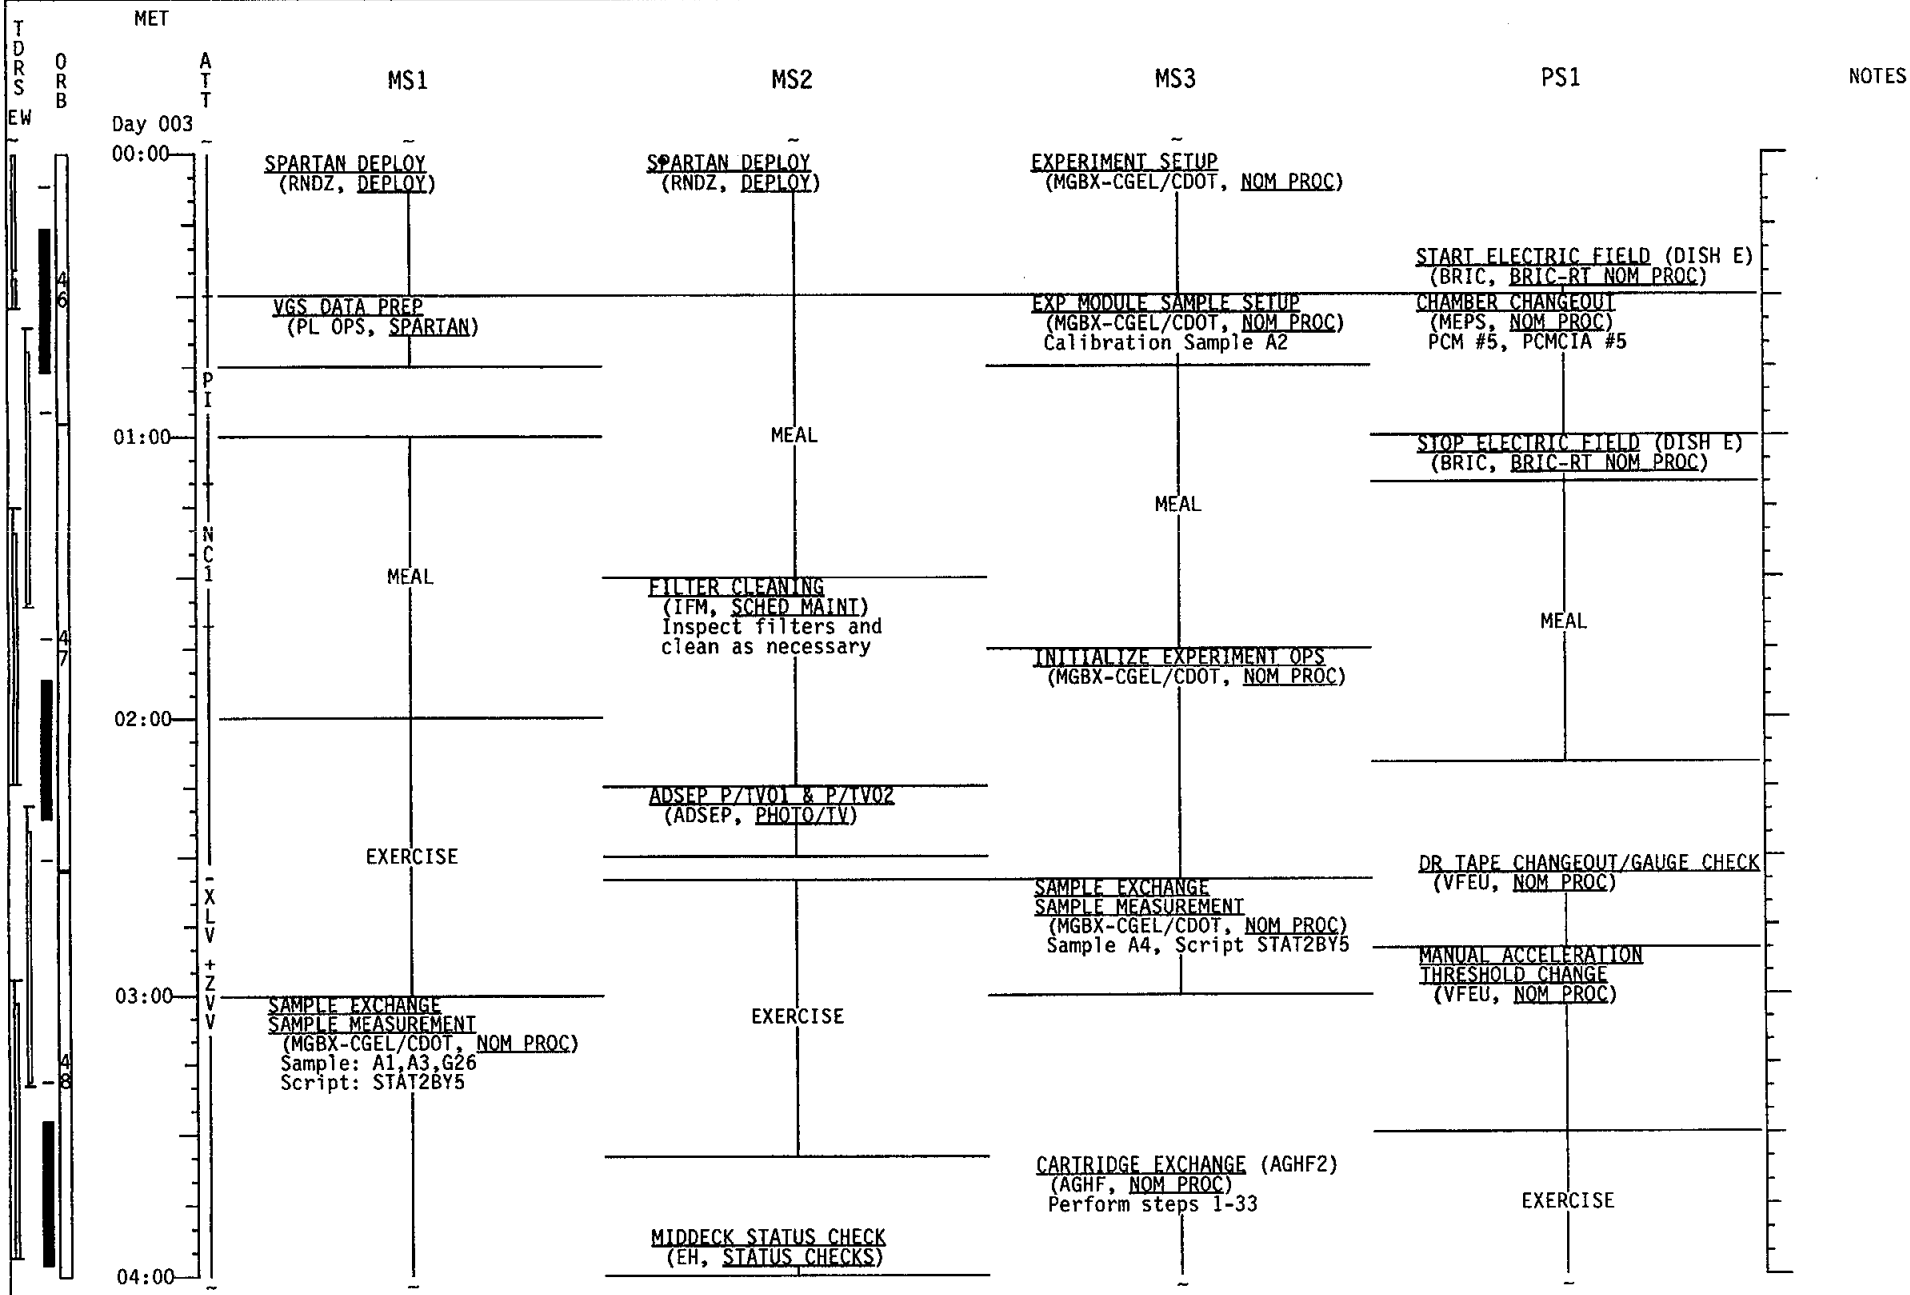 MET
TDRS
ORB
ATT
MS1
MS2
MS3
PS1
NOTES
EW
Day 003
00:00
01:00
02:00
03:00
04:00
46
47
48
PI
NC1
-XLV +ZVV
SPARTAN DEPLOY
(RNDZ, DEPLOY)
VGS DATA PREP
(PL OPS, SPARTAN)
MEAL
EXERCISE
SAMPLE EXCHANGE
SAMPLE MEASUREMENT
(MGBX-CGEL/CDOT, NOM PROC)
Sample: A1,A3,G26
Script: STAT2BY5
SPARTAN DEPLOY
(RNDZ, DEPLOY)
MEAL
FILTER CLEANING
(IFM, SCHED MAINT)
Inspect filters and
clean as necessary
ADSEP P/TV01 & P/TV02
(ADSEP, PHOTO/TV)
EXERCISE
MIDDECK STATUS CHECK
(EH, STATUS CHECKS)
EXPERIMENT SETUP
(MGBX-CGEL/CDOT, NOM PROC)
EXP MODULE SAMPLE SETUP
(MGBX-CGEL/CDOT, NOM PROC)
Calibration Sample A2
MEAL
INITIALIZE EXPERIMENT OPS
(MGBX-CGEL/CDOT, NOM PROC)
SAMPLE EXCHANGE
SAMPLE MEASUREMENT
(MGBX-CGEL/CDOT, NOM PROC)
Sample A4, Script STAT2BY5
CARTRIDGE EXCHANGE (AGHF2)
(AGHF, NOM PROC)
Perform steps 1-33
START ELECTRIC FIELD (DISH E)
(BRIC, BRIC-RT NOM PROC)
CHAMBER CHANGEOUT
(MEPS, NOM PROC)
PCM #5, PCMCIA #5
STOP ELECTRIC FIELD (DISH E)
(BRIC, BRIC-RT NOM PROC)
MEAL
DR TAPE CHANGEOUT/GAUGE CHECK
(VFEU, NOM PROC)
MANUAL ACCELERATION
THRESHOLD CHANGE
(VFEU, NOM PROC)
EXERCISE